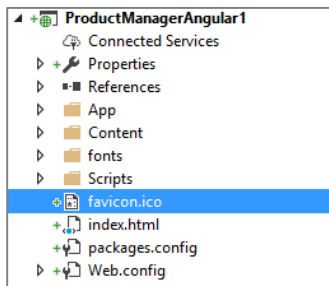 ProductManagerAngular1
Connected Services
Properties
References
App
Content
fonts
Scripts
favicon.ico
index.html
packages.config
Web.config